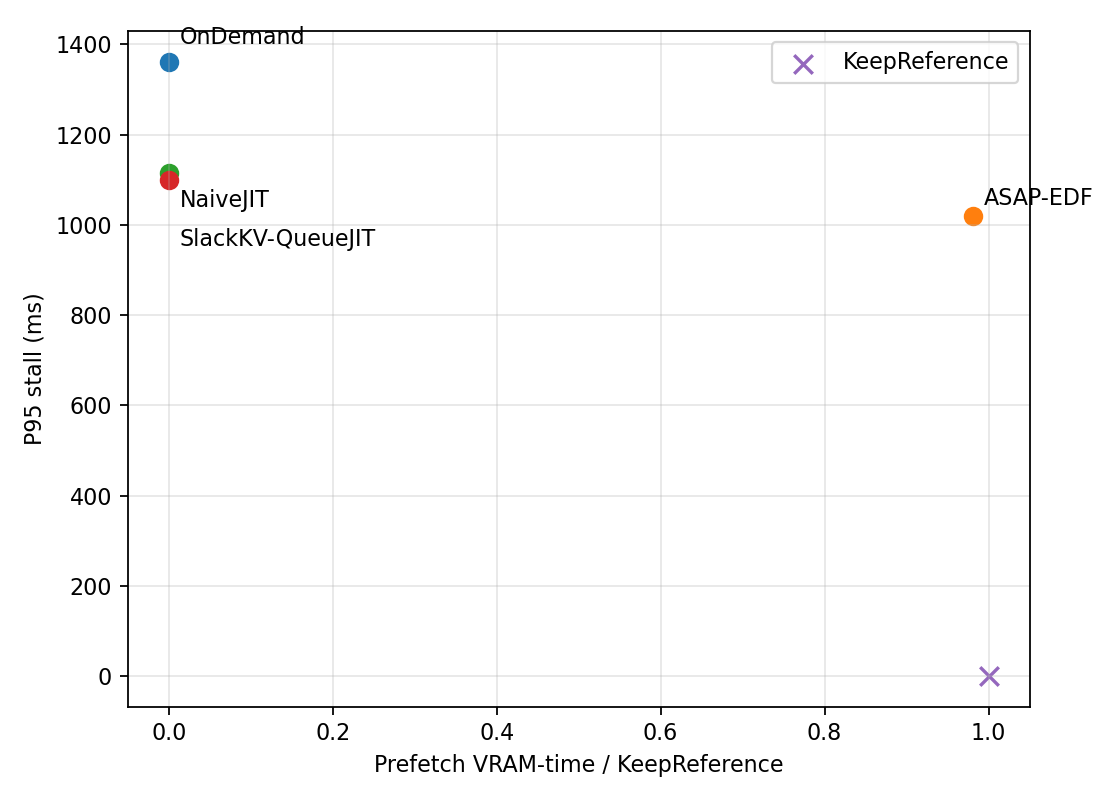 OnDemand
KeepReference
NaiveJIT
SlackKV-QueueJIT
ASAP-EDF
P95 stall (ms)
1400
1200
1000
800
600
400
200
0
0.0 0.2 0.4 0.6 0.8 1.0
Prefetch VRAM-time / KeepReference